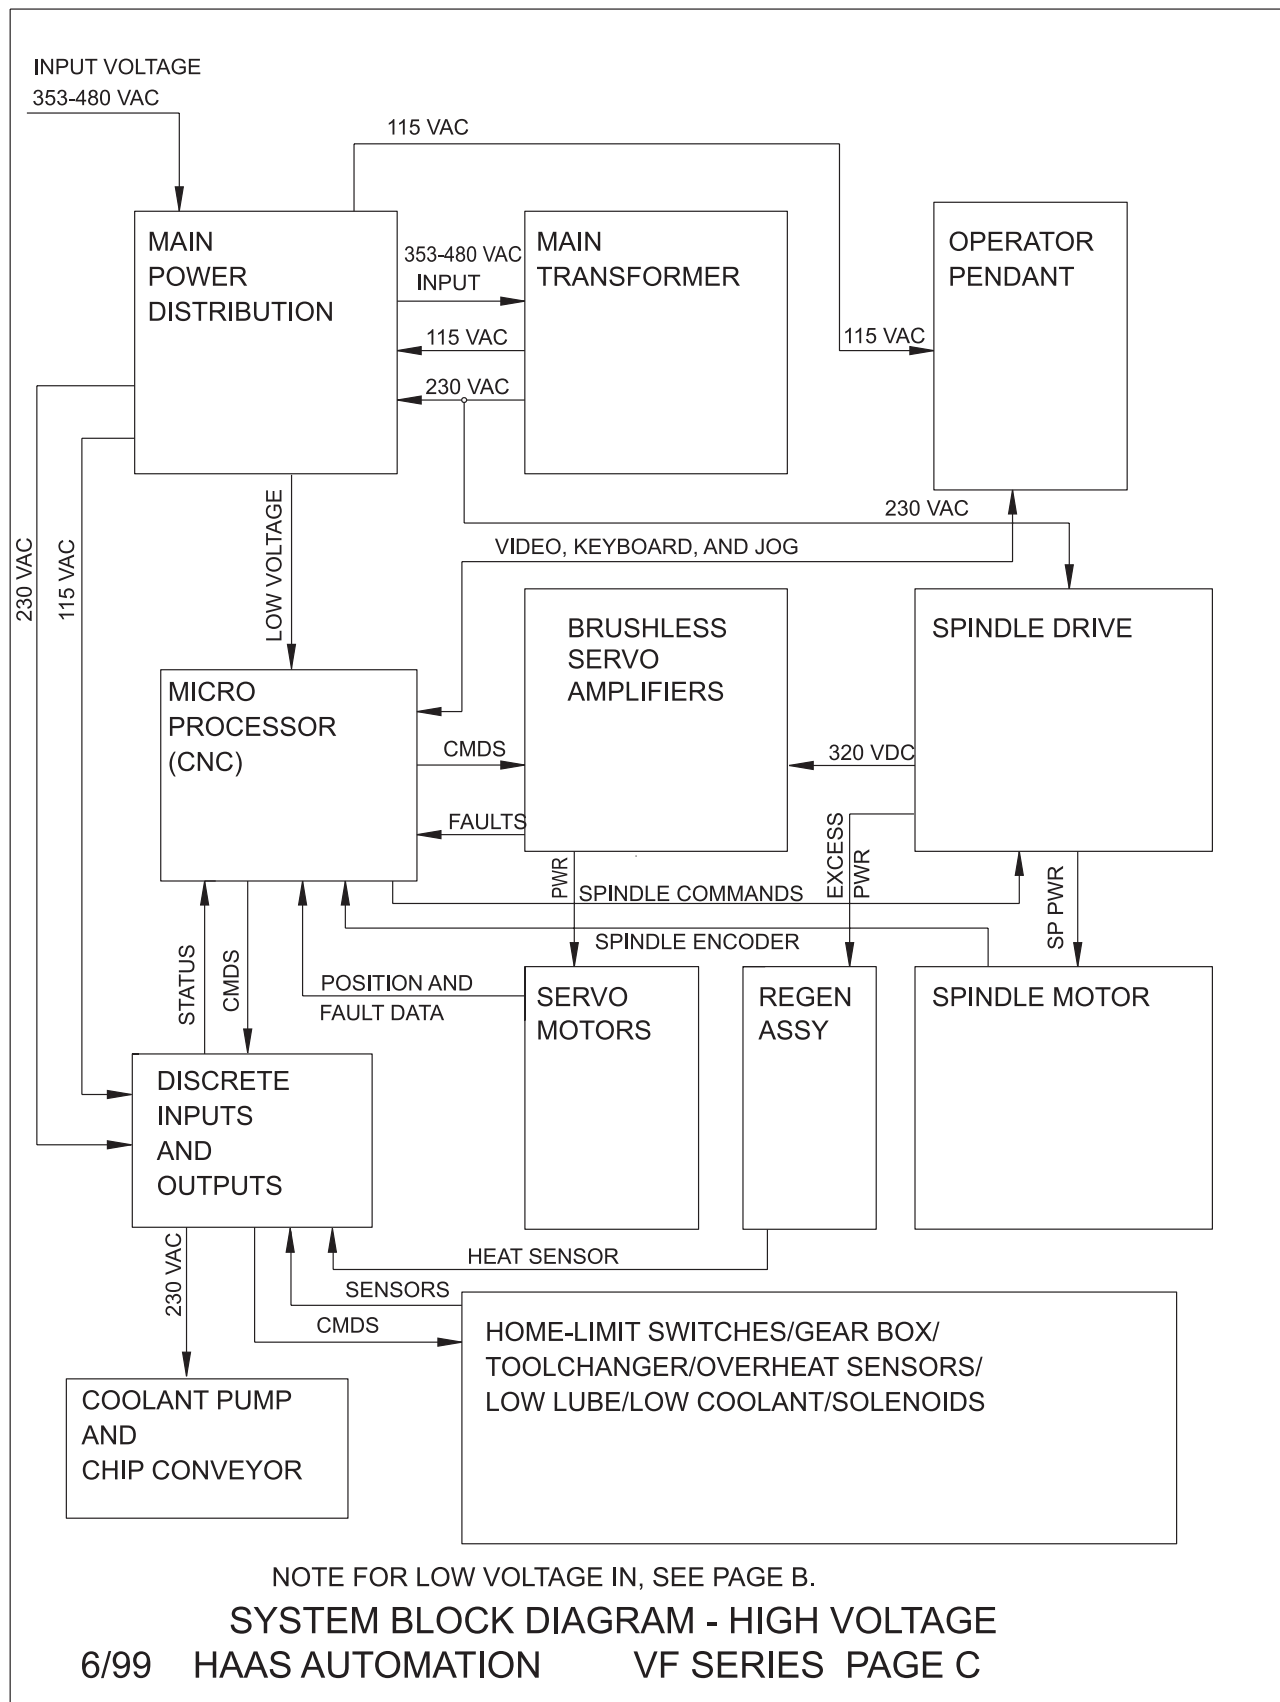 INPUT VOLTAGE
353-480 VAC
115 VAC
MAIN
POWER
DISTRIBUTION
353-480 VAC
INPUT
115 VAC
230 VAC
MAIN
TRANSFORMER
OPERATOR
PENDANT
115 VAC
230 VAC
VIDEO, KEYBOARD, AND JOG
230 VAC
115 VAC
LOW VOLTAGE
MICRO
PROCESSOR
(CNC)
CMDS
FAULTS
BRUSHLESS
SERVO
AMPLIFIERS
320 VDC
SPINDLE DRIVE
PWR
EXCESS
PWR
SP PWR
SPINDLE COMMANDS
SPINDLE ENCODER
STATUS
CMDS
POSITION AND
FAULT DATA
SERVO
MOTORS
REGEN
ASSY
SPINDLE MOTOR
DISCRETE
INPUTS
AND
OUTPUTS
230 VAC
HEAT SENSOR
SENSORS
CMDS
HOME-LIMIT SWITCHES/GEAR BOX/
TOOLCHANGER/OVERHEAT SENSORS/
LOW LUBE/LOW COOLANT/SOLENOIDS
COOLANT PUMP
AND
CHIP CONVEYOR
NOTE FOR LOW VOLTAGE IN, SEE PAGE B.
SYSTEM BLOCK DIAGRAM - HIGH VOLTAGE
6/99 HAAS AUTOMATION VF SERIES PAGE C